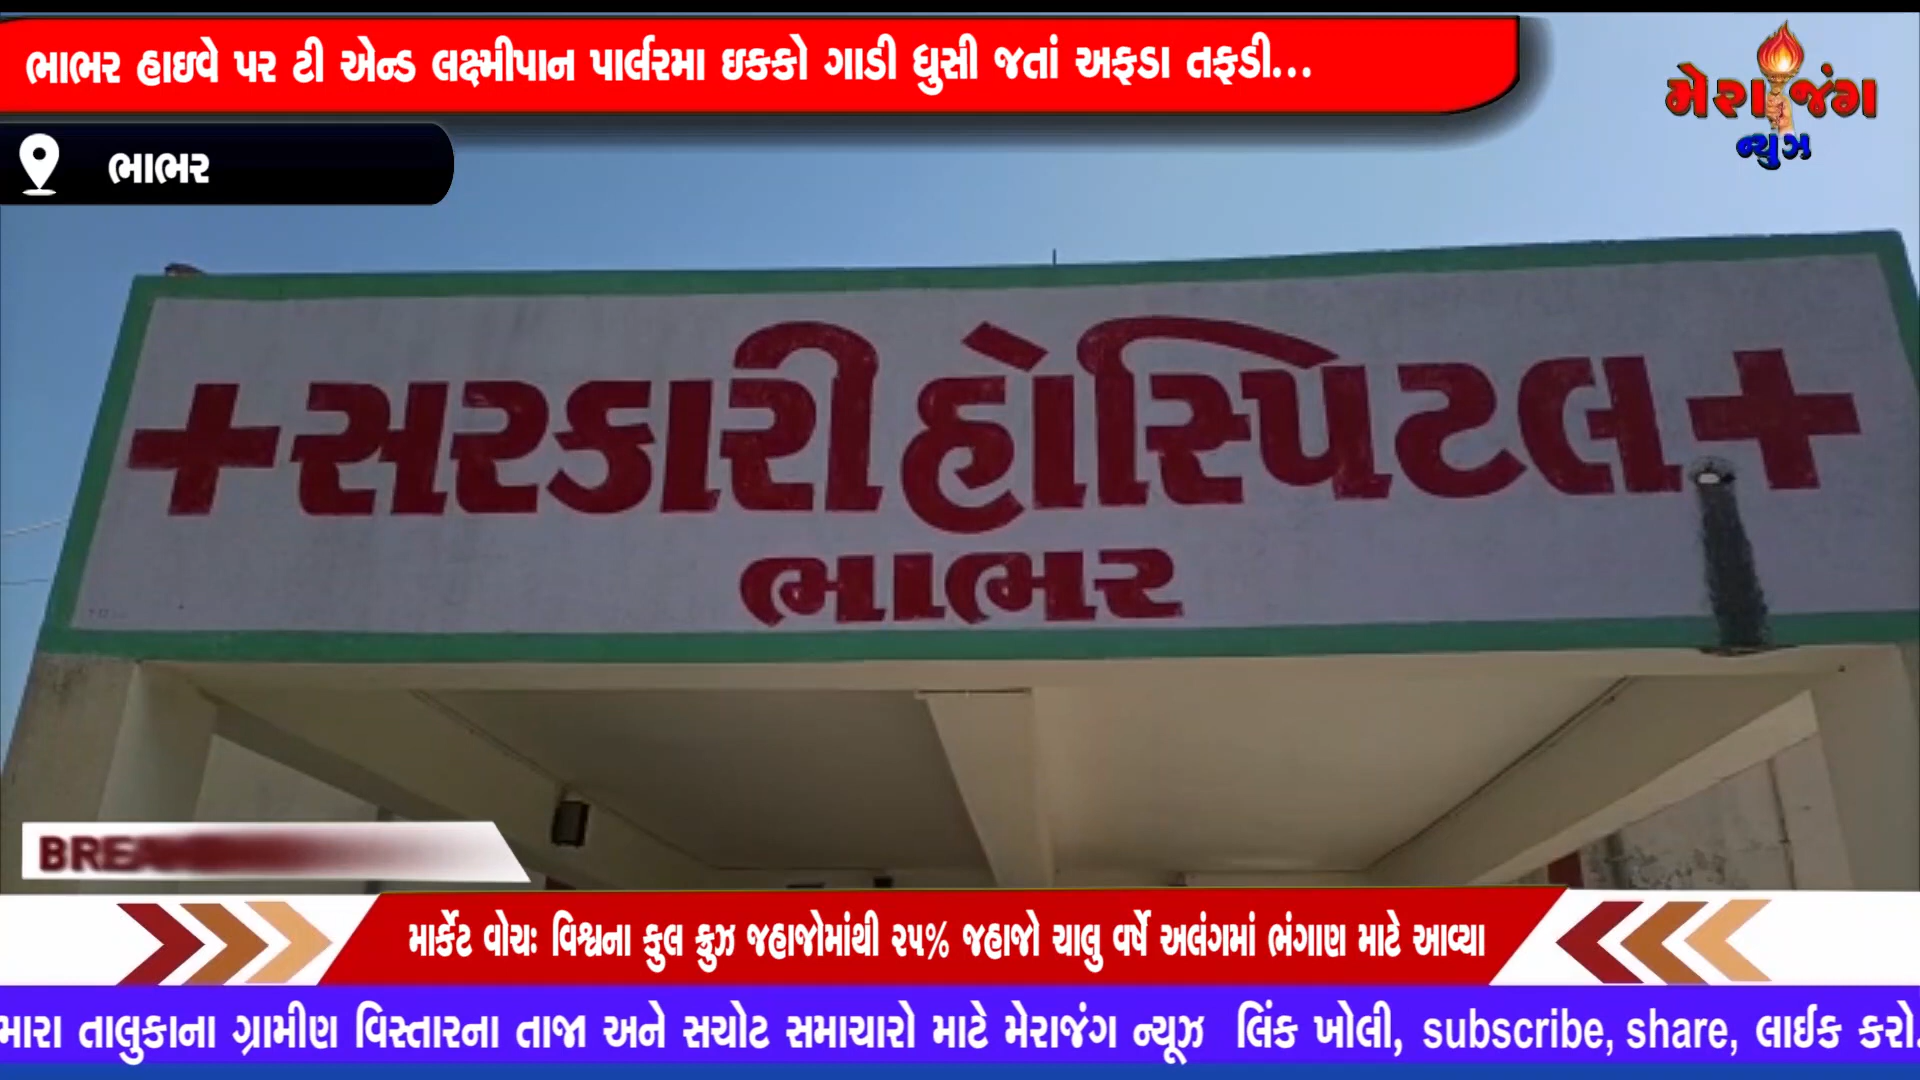 ભાભર હાઇવે પર ટી એન્ડ લક્ષ્મીપાન પાર્લરમા ઇકકો ગાડી ધુસી જતાં અફડા તફડી...
મેરા જંગ
ન્યુઝ
ભાભર
+સરકારી હોસ્પિટલ+
ભાભર
માર્કેટ વોચઃ વિશ્વના કુલ ક્રુઝ જહાજોમાંથી ૨૫% જહાજો ચાલુ વર્ષે અલંગમાં ભંગાણ માટે આવ્યા
મારા તાલુકાના ગ્રામીણ વિસ્તારના તાજા અને સચોટ સમાચારો માટે મેરાજંગ ન્યૂઝ લિંક ખોલી, subscribe, share, લાઈક કરો.